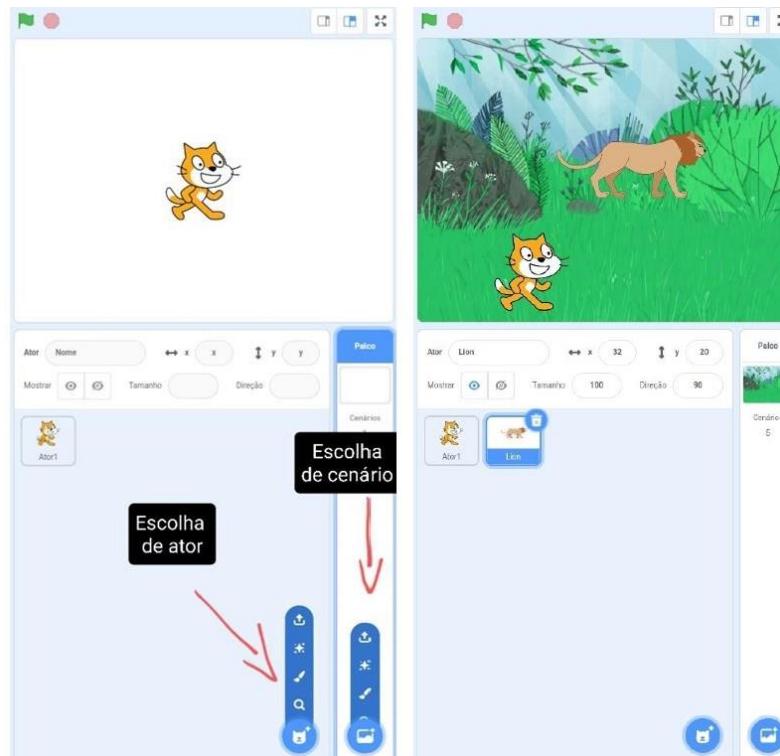 Ator Nome x x y y
Mostrar Tamanho Direção
Ator1
Palco
Cenários
Escolha
de cenário
Escolha
de ator
Ator Lion x 32 y 20
Mostrar Tamanho 100 Direção 90
Ator1
Lion
Palco
Cenário
5